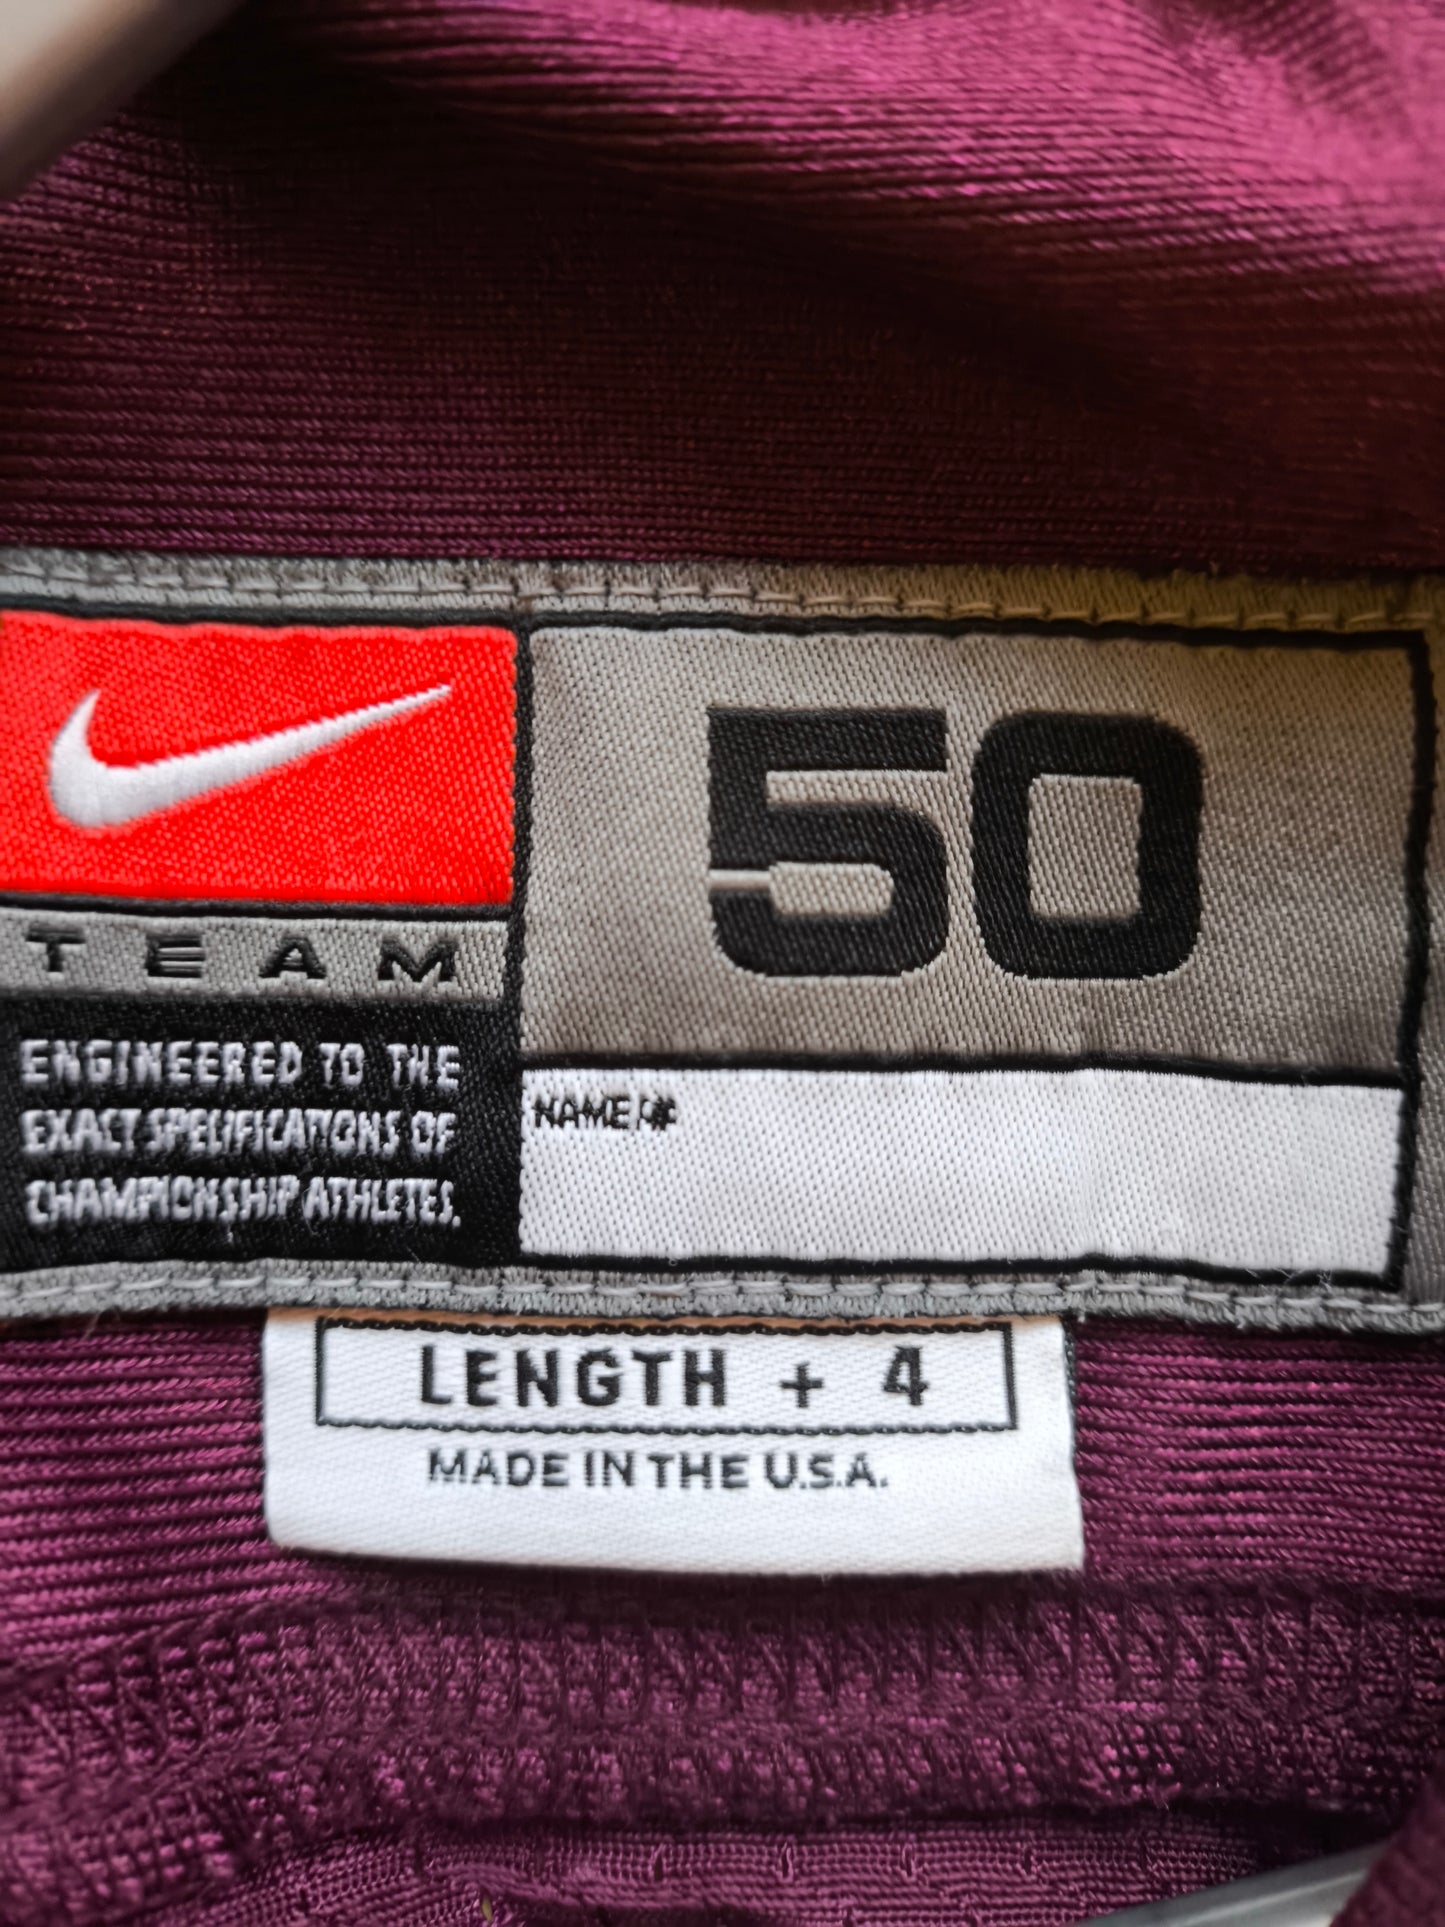 TEAM
ENGINEERED TO THE
EXACT SPECIFICATIONS OF
CHAMPIONSHIP ATHLETES.
50
NAME/#
LENGTH + 4
MADE IN THE U.S.A.